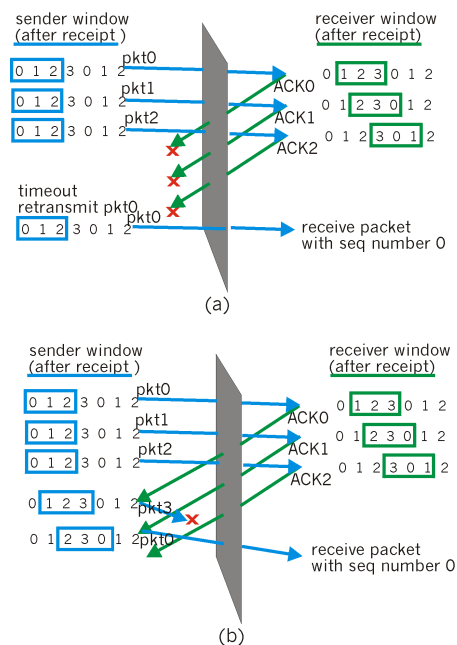 sender window
(after receipt)
receiver window
(after receipt)
0 1 2 3 0 1 2
pkt0
ACK0
0 1 2 3 0 1 2
0 1 2 3 0 1 2
pkt1
ACK1
0 1 2 3 0 1 2
0 1 2 3 0 1 2
pkt2
ACK2
0 1 2 3 0 1 2
timeout
retransmit pkt0
0 1 2 3 0 1 2
pkt0
receive packet
with seq number 0
(a)
sender window
(after receipt)
receiver window
(after receipt)
0 1 2 3 0 1 2
pkt0
ACK0
0 1 2 3 0 1 2
0 1 2 3 0 1 2
pkt1
ACK1
0 1 2 3 0 1 2
0 1 2 3 0 1 2
pkt2
ACK2
0 1 2 3 0 1 2
0 1 2 3 0 1 2
pkt3
0 1 2 3 0 1 2
pkt0
receive packet
with seq number 0
(b)